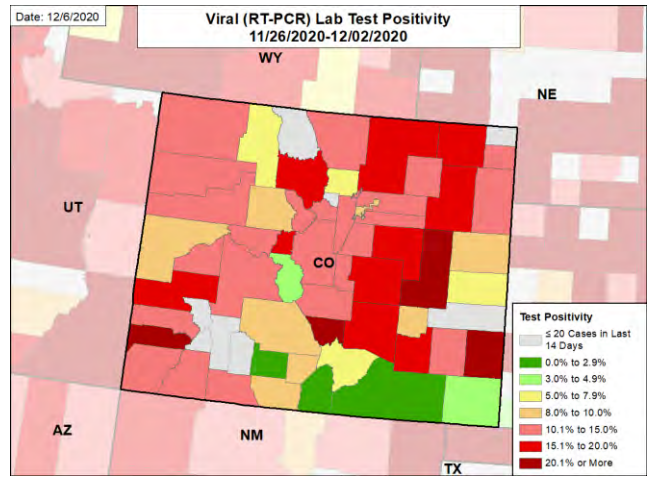 Date: 12/6/2020
Viral (RT-PCR) Lab Test Positivity
11/26/2020-12/02/2020
WY
NE
UT
CO
AZ
NM
TX
Test Positivity
≤ 20 Cases in Last
14 Days
0.0% to 2.9%
3.0% to 4.9%
5.0% to 7.9%
8.0% to 10.0%
10.1% to 15.0%
15.1% to 20.0%
20.1% or More